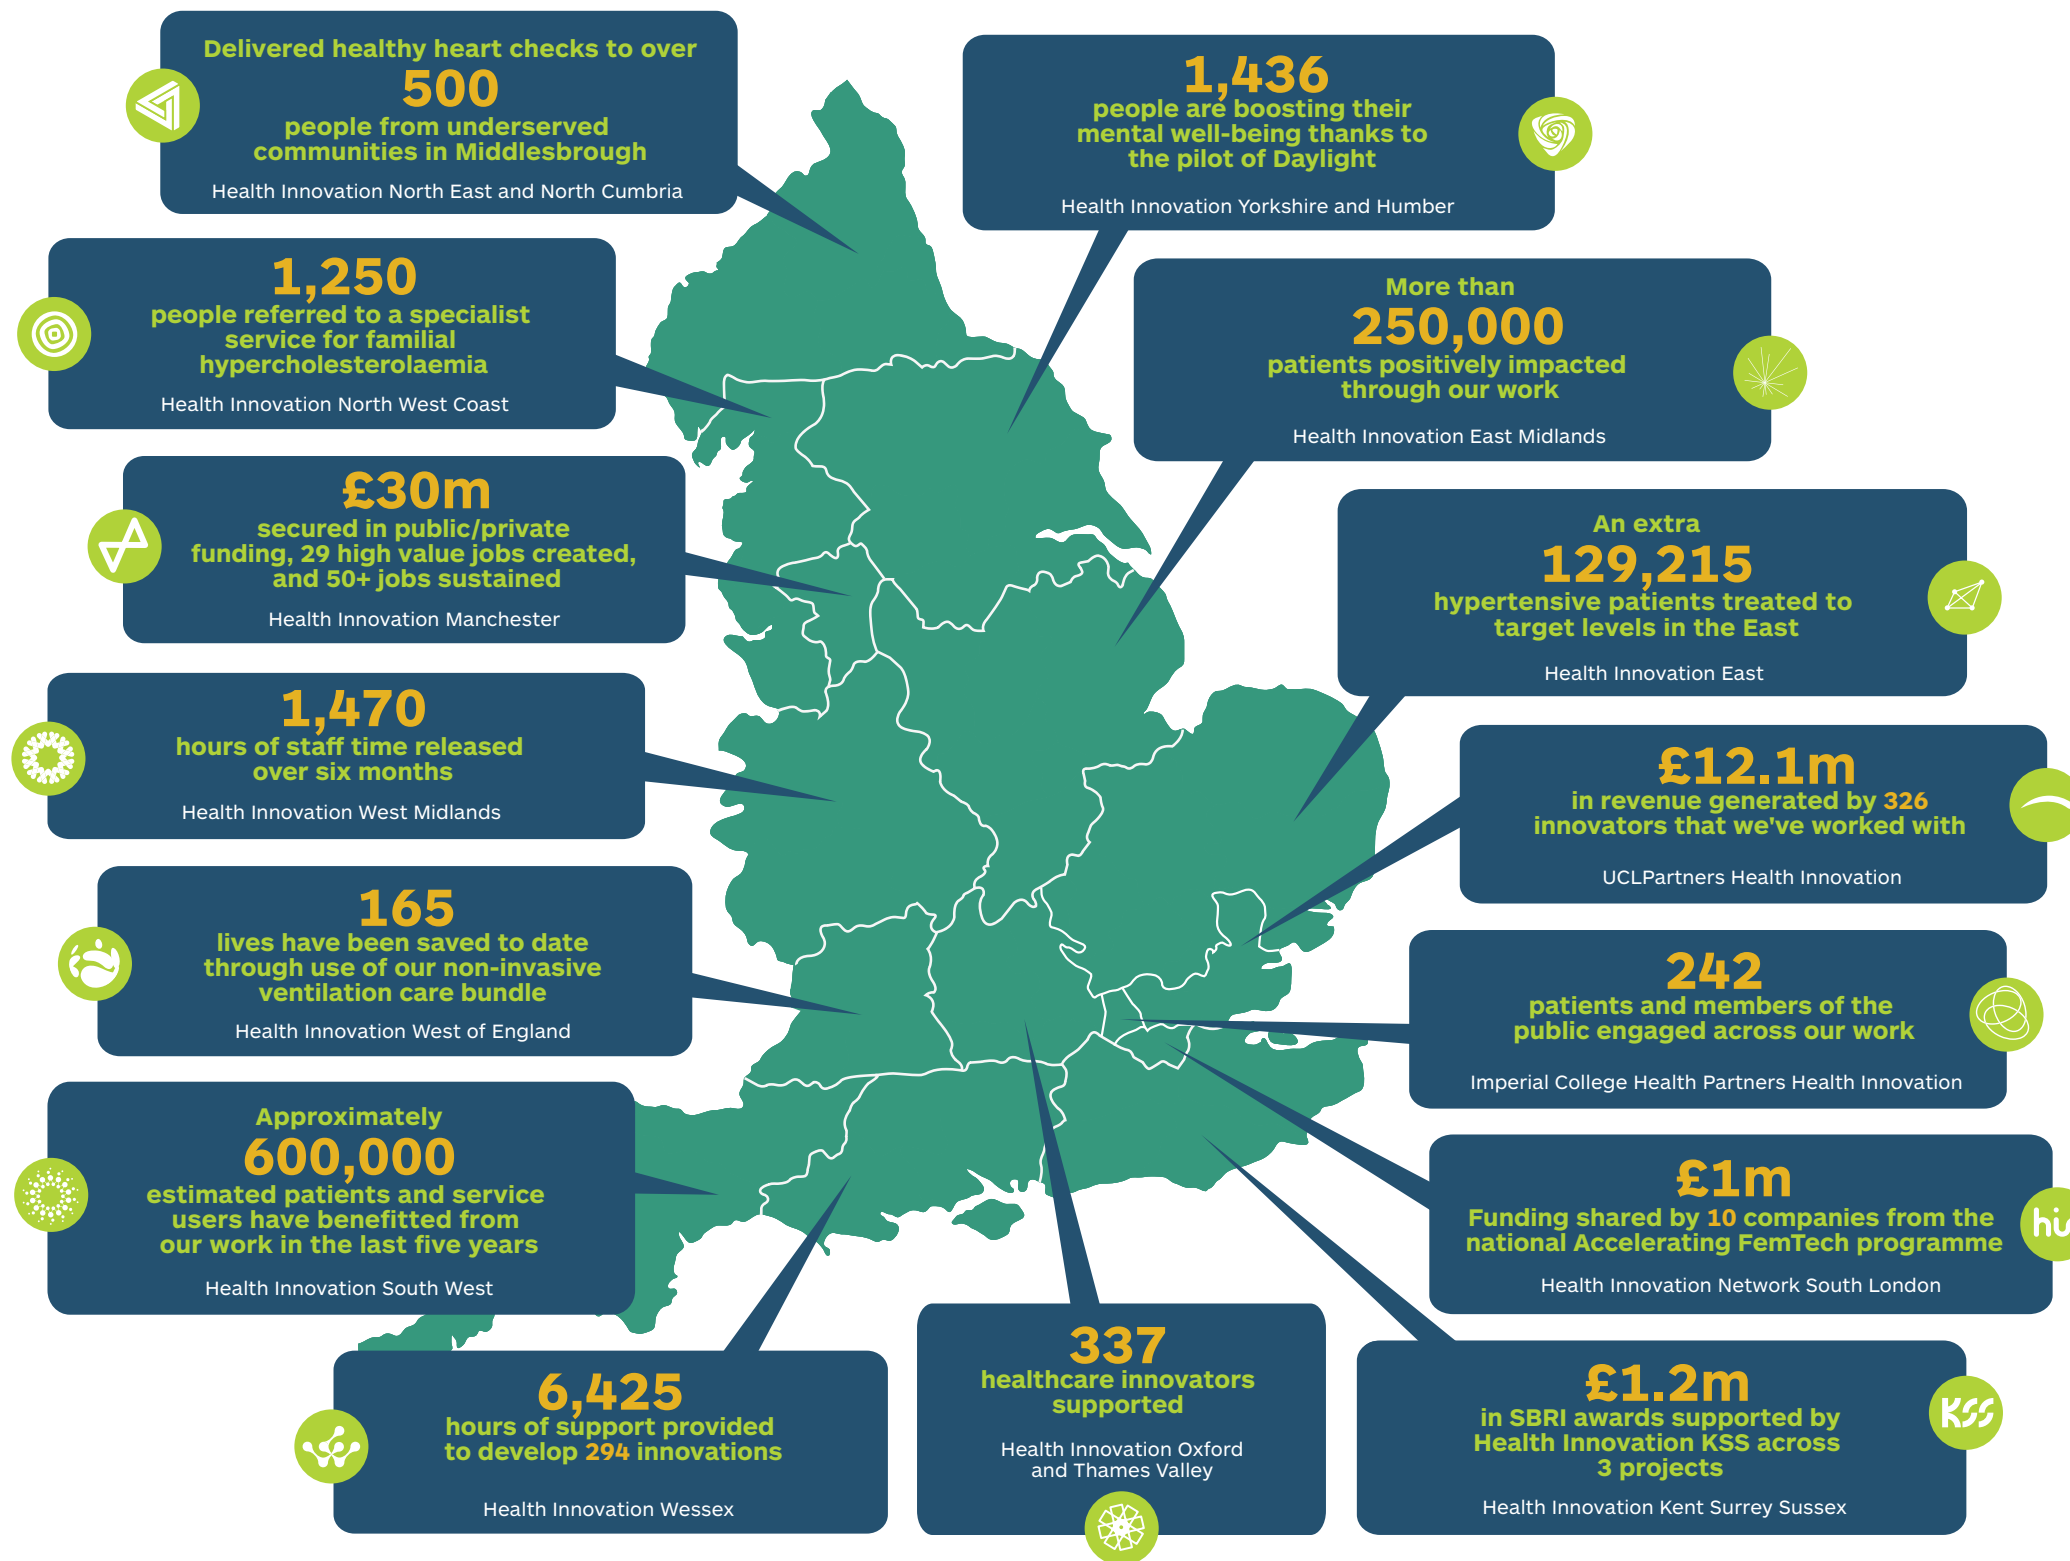 Delivered healthy heart checks to over
500
people from underserved
communities in Middlesbrough
Health Innovation North East and North Cumbria
1,436
people are boosting their
mental well-being thanks to
the pilot of Daylight
Health Innovation Yorkshire and Humber
1,250
people referred to a specialist
service for familial
hypercholesterolaemia
Health Innovation North West Coast
More than
250,000
patients positively impacted
through our work
Health Innovation East Midlands
£30m
secured in public/private
funding, 29 high value jobs created,
and 50+ jobs sustained
Health Innovation Manchester
An extra
129,215
hypertensive patients treated to
target levels in the East
Health Innovation East
1,470
hours of staff time released
over six months
Health Innovation West Midlands
£12.1m
in revenue generated by 326
innovators that we've worked with
UCLPartners Health Innovation
165
lives have been saved to date
through use of our non-invasive
ventilation care bundle
Health Innovation West of England
242
patients and members of the
public engaged across our work
Imperial College Health Partners Health Innovation
Approximately
600,000
estimated patients and service
users have benefitted from
our work in the last five years
Health Innovation South West
£1m
Funding shared by 10 companies from the
national Accelerating FemTech programme
Health Innovation Network South London
6,425
hours of support provided
to develop 294 innovations
Health Innovation Wessex
337
healthcare innovators
supported
Health Innovation Oxford
and Thames Valley
£1.2m
in SBRI awards supported by
Health Innovation KSS across
3 projects
Health Innovation Kent Surrey Sussex
KSS